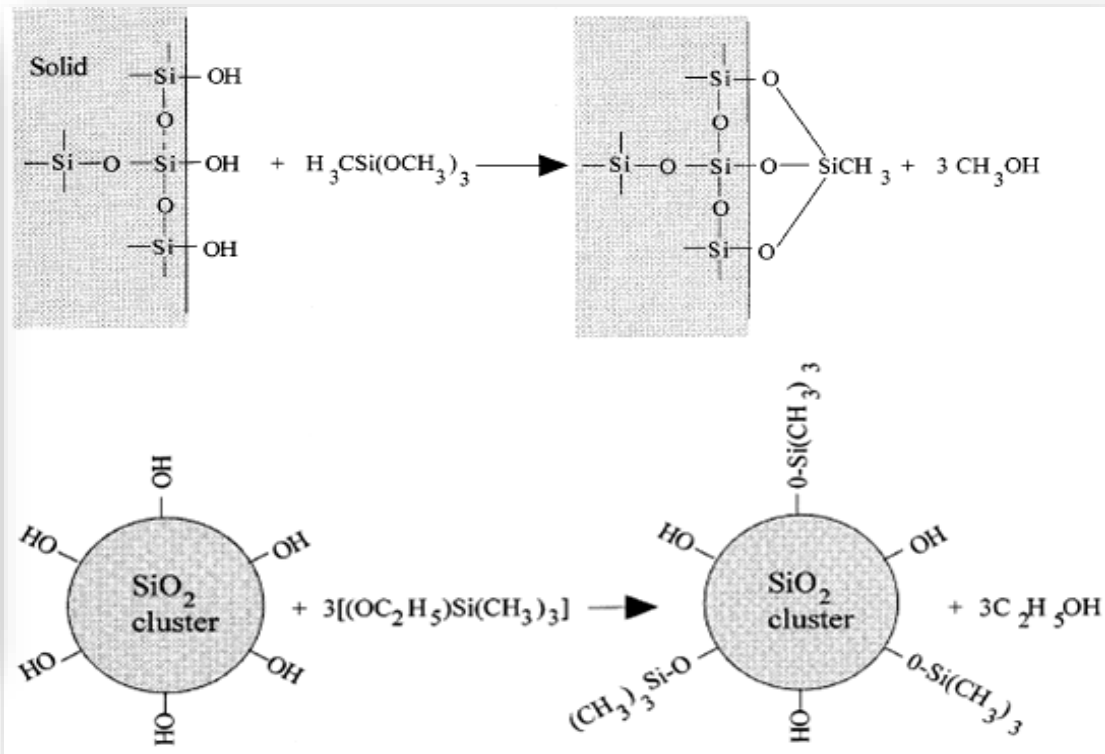 Solid
—Si—OH
O
—Si—O—Si—OH + H₃CSi(OCH₃)₃ → —Si—O—Si—O—SiCH₃ + 3 CH₃OH
O
—Si—OH
—Si—O
O
O
—Si—O
HO
HO
OH
SiO₂
cluster
HO
OH
HO
+ 3[(OC₂H₅)Si(CH₃)₃] →
0-Si(CH₃)₃
HO
OH
SiO₂
cluster
(CH₃)₃Si-O
0-Si(CH₃)₃
HO
+ 3C₂H₅OH